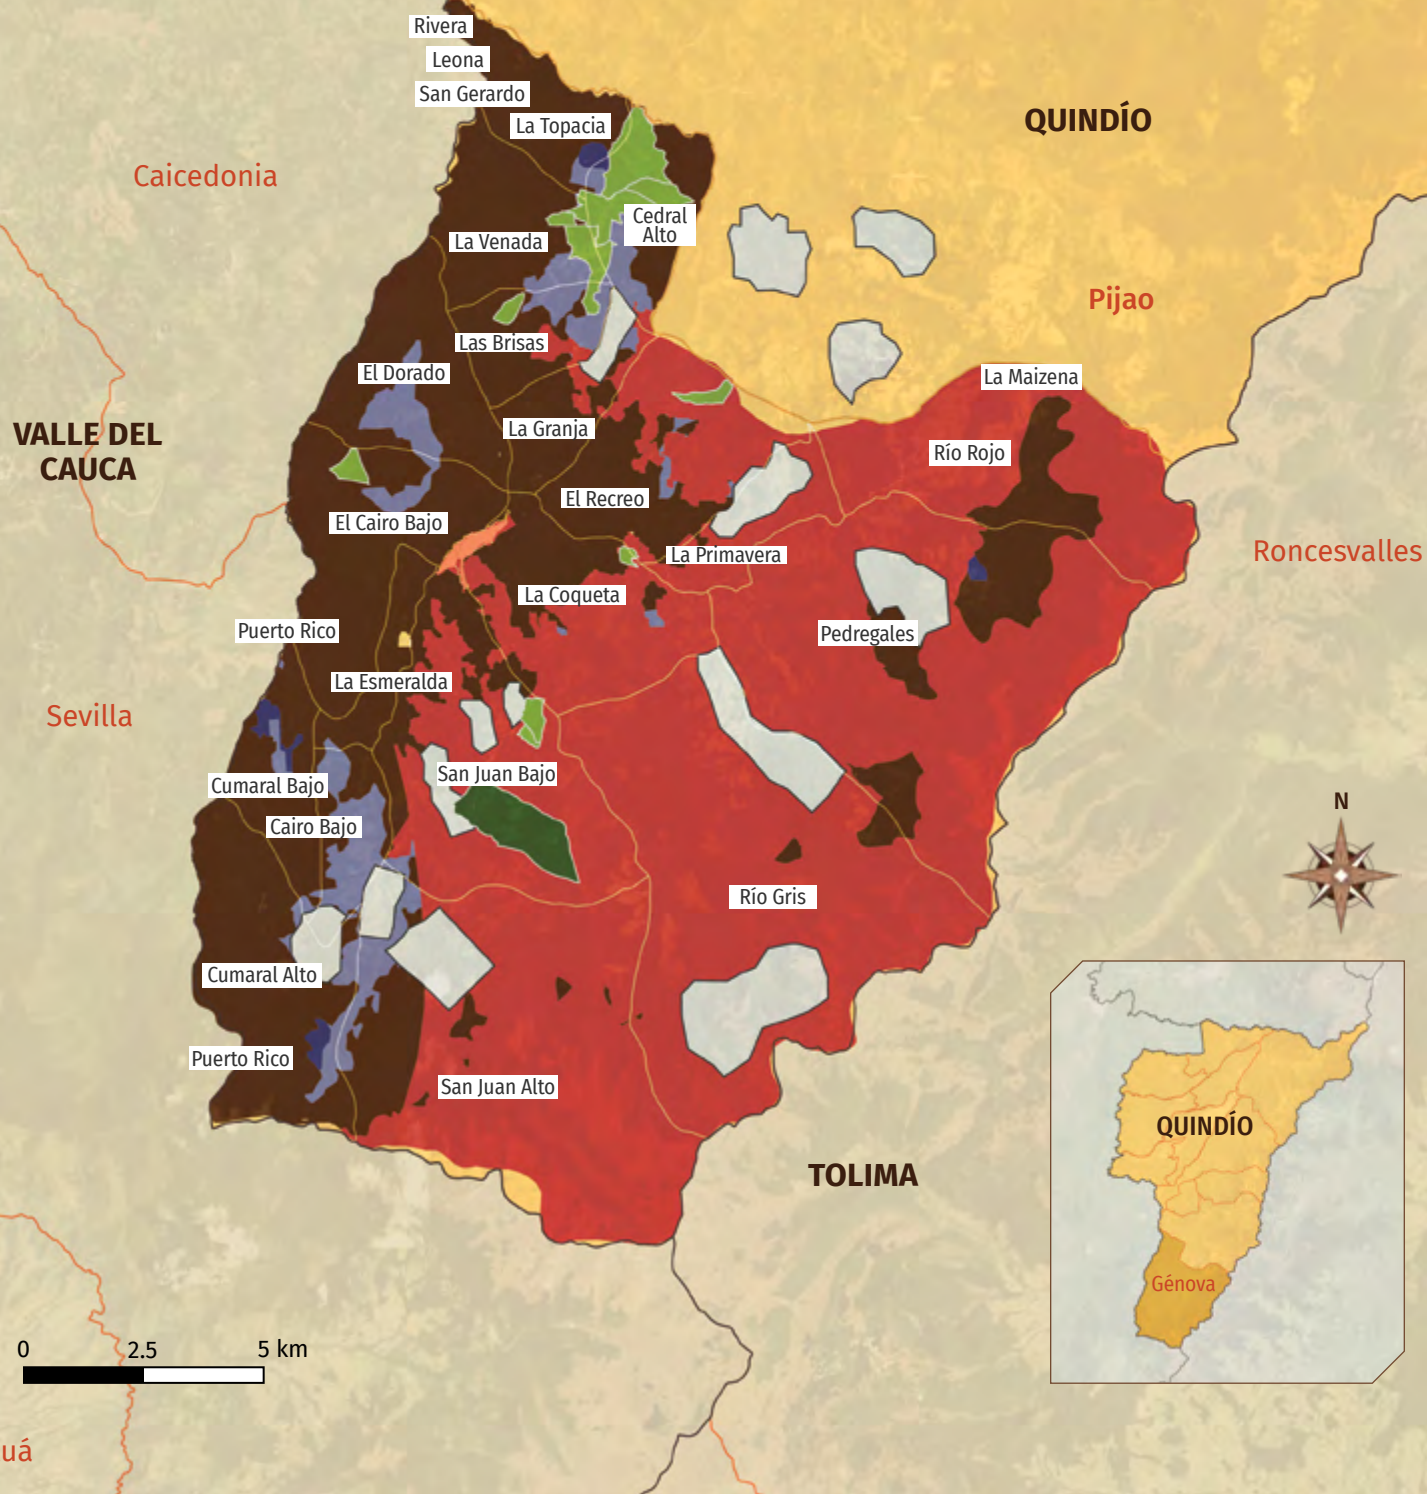 Rivera
Leona
San Gerardo
La Topacia
QUINDÍO
Caicedonia
Cedral
Alto
La Venada
Pijao
Las Brisas
El Dorado
La Maizena
VALLE DEL
CAUCA
La Granja
Río Rojo
El Recreo
El Cairo Bajo
La Primavera
Roncesvalles
La Coqueta
Puerto Rico
Pedregales
La Esmeralda
Sevilla
San Juan Bajo
Cumaral Bajo
N
Cairo Bajo
Río Gris
Cumaral Alto
Puerto Rico
San Juan Alto
QUINDÍO
TOLIMA
Génova
0 2.5 5 km
uá